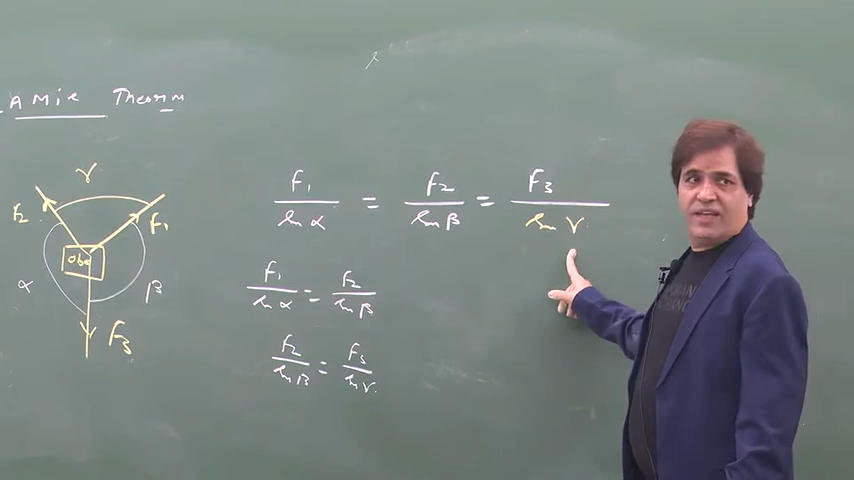 AMie Theorm
γ
F₂
F₁
Obj
α
β
F₃
F₁/sin α = F₂/sin β = F₃/sin γ
F₁/sin α = F₂/sin β
F₂/sin β = F₃/sin γ